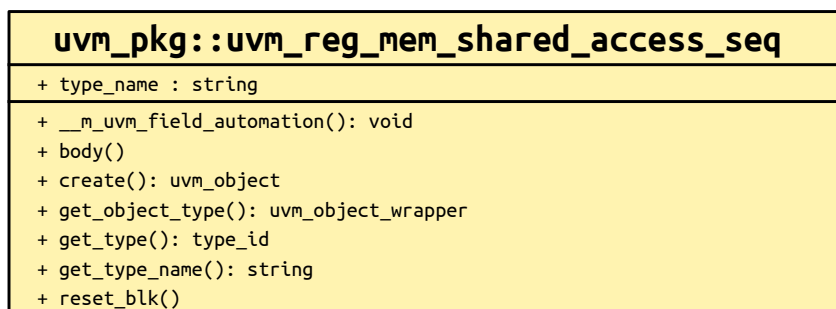 uvm_pkg::uvm_reg_mem_shared_access_seq
+ type_name : string
+ __m_uvm_field_automation(): void
+ body()
+ create(): uvm_object
+ get_object_type(): uvm_object_wrapper
+ get_type(): type_id
+ get_type_name(): string
+ reset_blk()